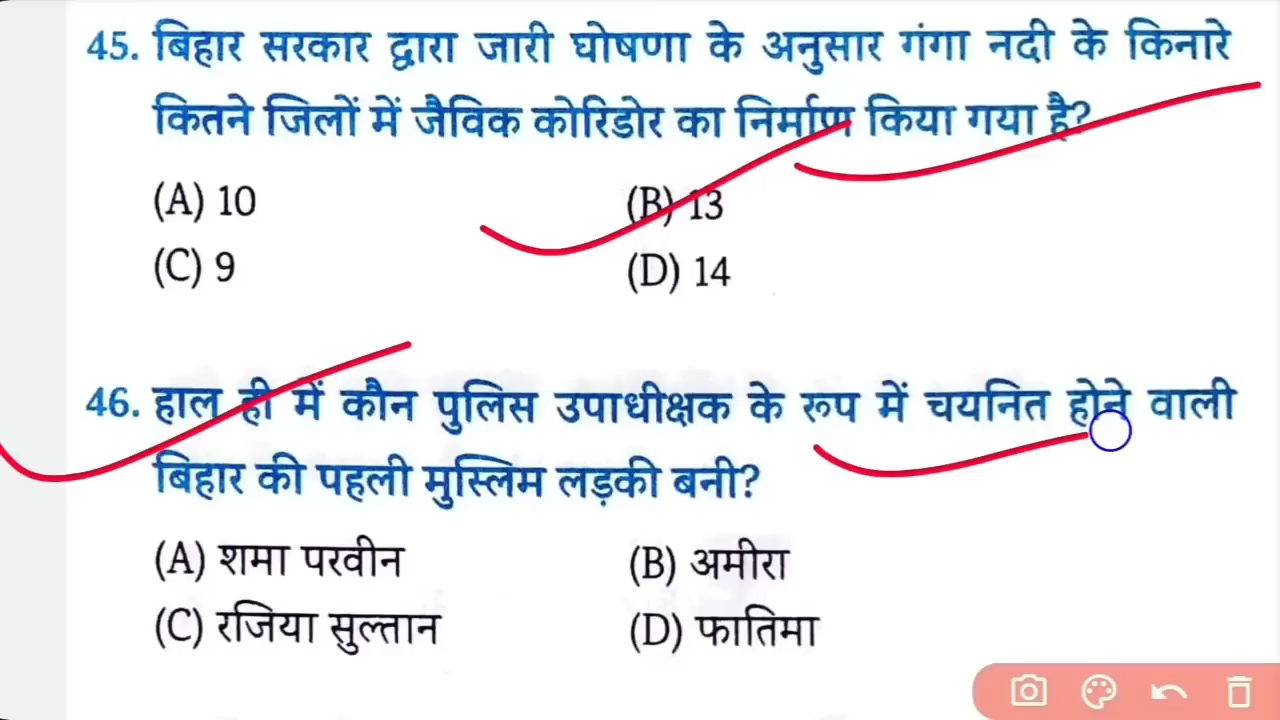 45. बिहार सरकार द्वारा जारी घोषणा के अनुसार गंगा नदी के किनारे
कितने जिलों में जैविक कोरिडोर का निर्माण किया गया है?
(A) 10 (B) 13
(C) 9 (D) 14
46. हाल ही में कौन पुलिस उपाधीक्षक के रूप में चयनित होने वाली
बिहार की पहली मुस्लिम लड़की बनी?
(A) शमा परवीन (B) अमीरा
(C) रजिया सुल्तान (D) फातिमा